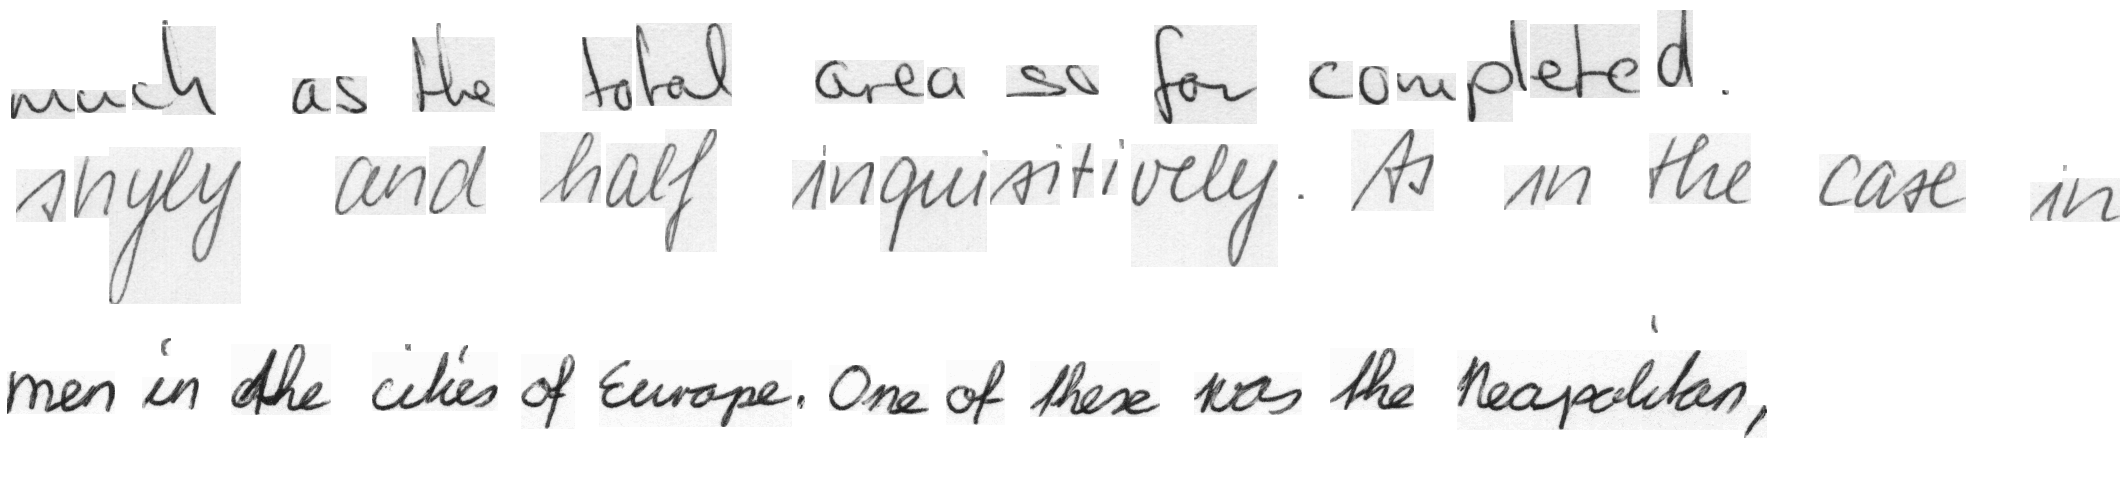 much as the total area so far completed.
shyly and half inquisitively. As in the case in
men in the cities of Europe. One of these was the Neapolitan,